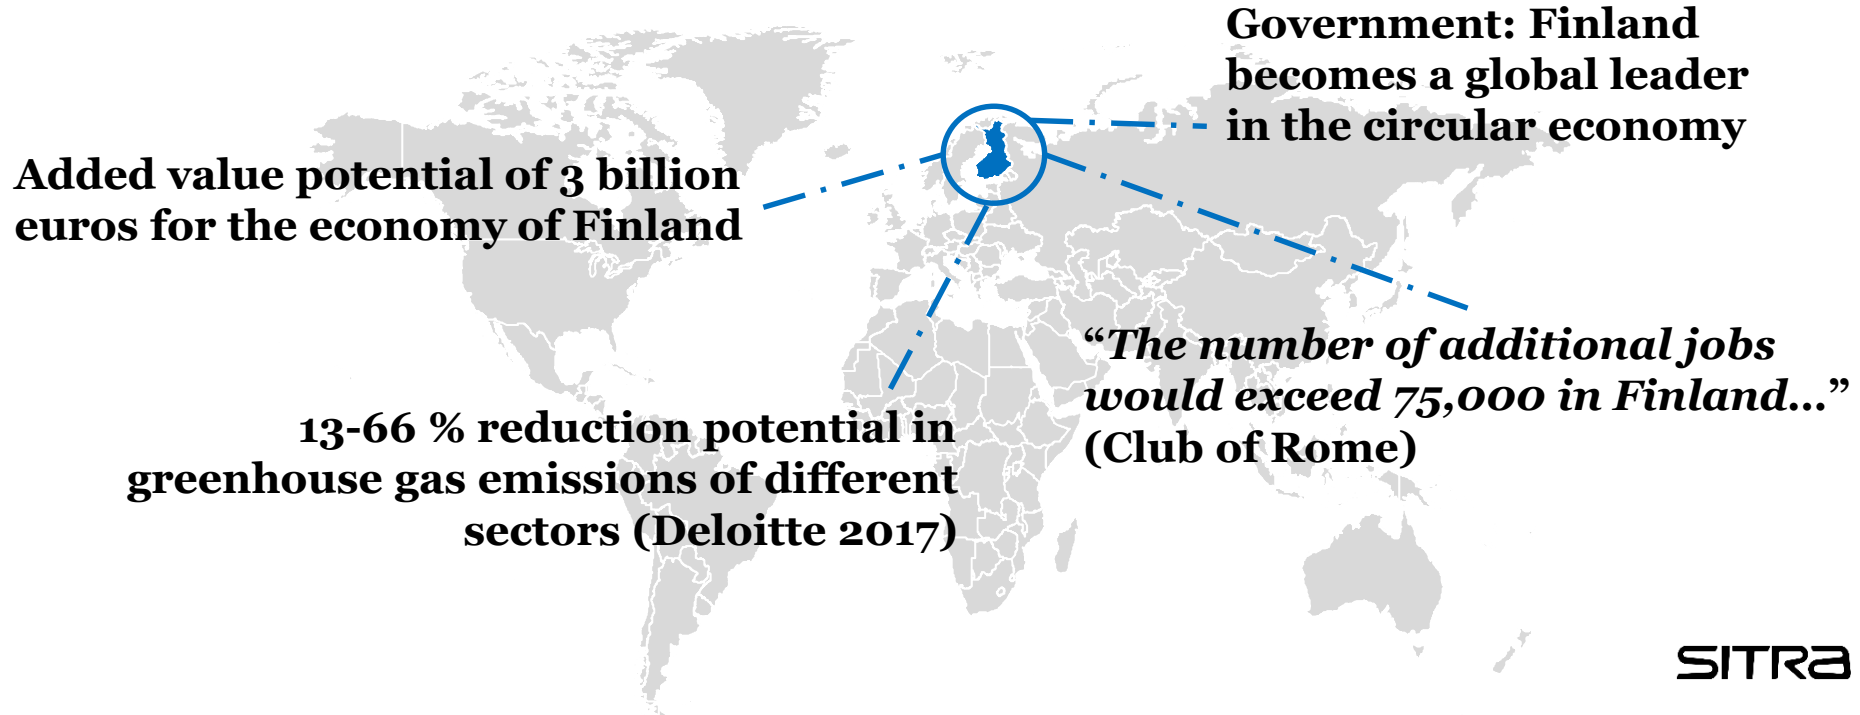 Government: Finland
becomes a global leader
in the circular economy
Added value potential of 3 billion
euros for the economy of Finland
“The number of additional jobs
would exceed 75,000 in Finland...”
(Club of Rome)
13-66 % reduction potential in
greenhouse gas emissions of different
sectors (Deloitte 2017)
SITRA